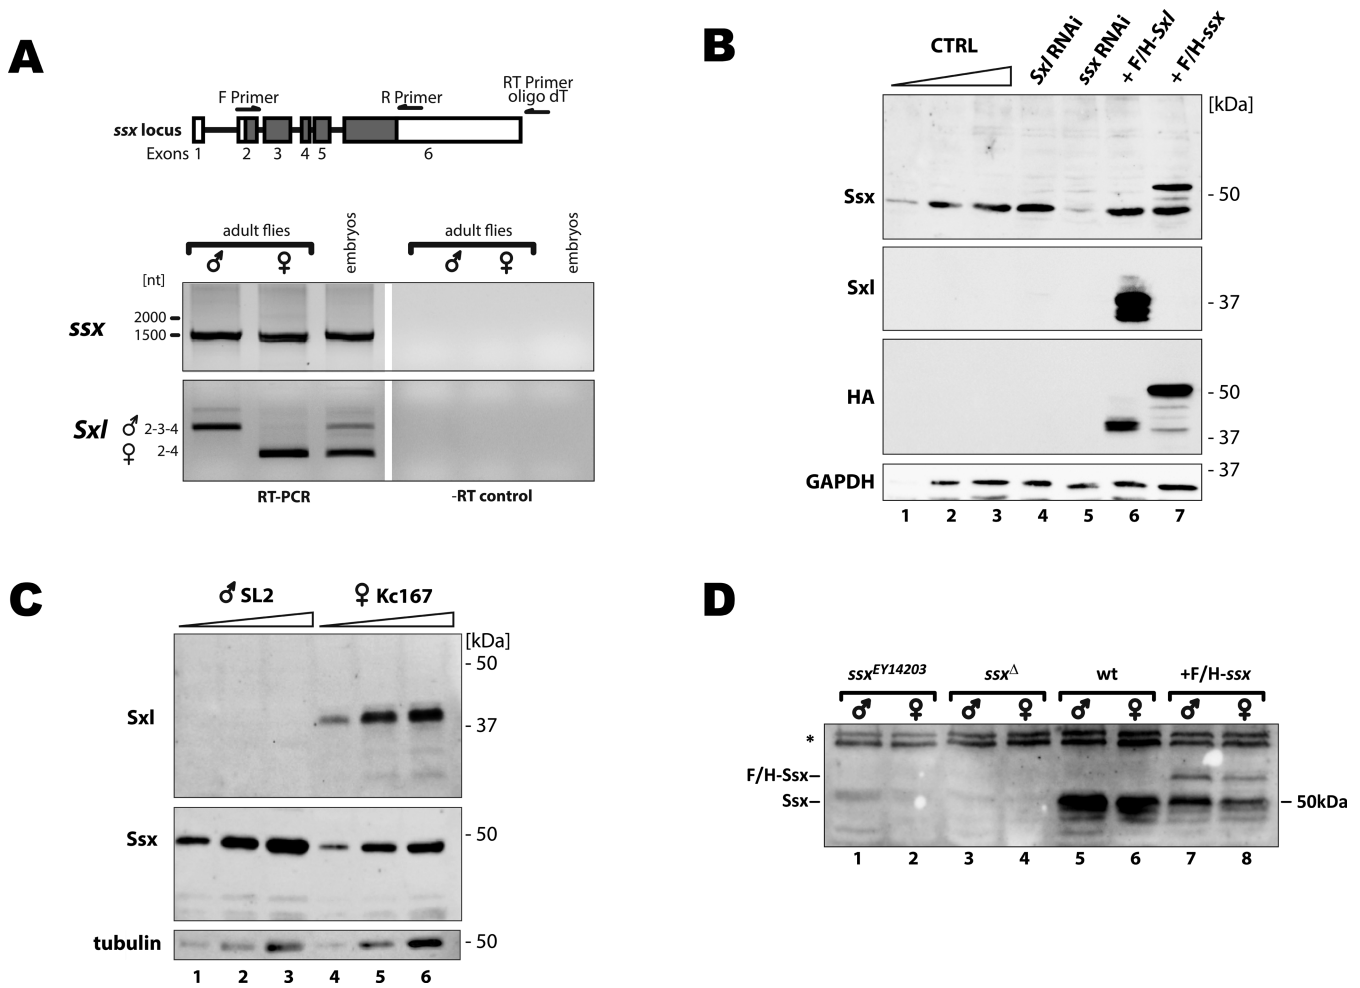 A
F Primer
R Primer
RT Primer
oligo dT
ssx locus
Exons 1 2 3 4 5 6
adult flies
embryos
adult flies
embryos
♂ ♀ ♂ ♀
[nt]
ssx
2000
1500
Sxl
♂ 2-3-4
♀ 2-4
RT-PCR
-RT control
B
CTRL
Sxl RNAi
ssx RNAi
+ F/H-Sxl
+ F/H-ssx
[kDa]
Ssx
- 50
Sxl
- 37
HA
- 50
- 37
GAPDH
- 37
1 2 3 4 5 6 7
C
♂ SL2
♀ Kc167
[kDa]
- 50
Sxl
- 37
Ssx
- 50
tubulin
- 50
1 2 3 4 5 6
D
ssxEY14203
ssxΔ
wt
+F/H-ssx
♂ ♀ ♂ ♀ ♂ ♀ ♂ ♀
*
F/H-Ssx–
Ssx–
– 50kDa
1 2 3 4 5 6 7 8